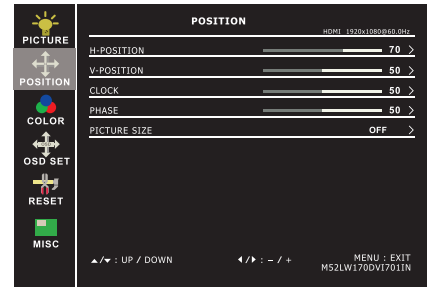 POSITION
HDMI 1920x1080@60.0Hz
PICTURE
POSITION
COLOR
OSD SET
RESET
MISC
H-POSITION 70
V-POSITION 50
CLOCK 50
PHASE 50
PICTURE SIZE OFF
▲/▼ : UP / DOWN ◀/▶ : – / + MENU : EXIT
M52LW170DVI701IN